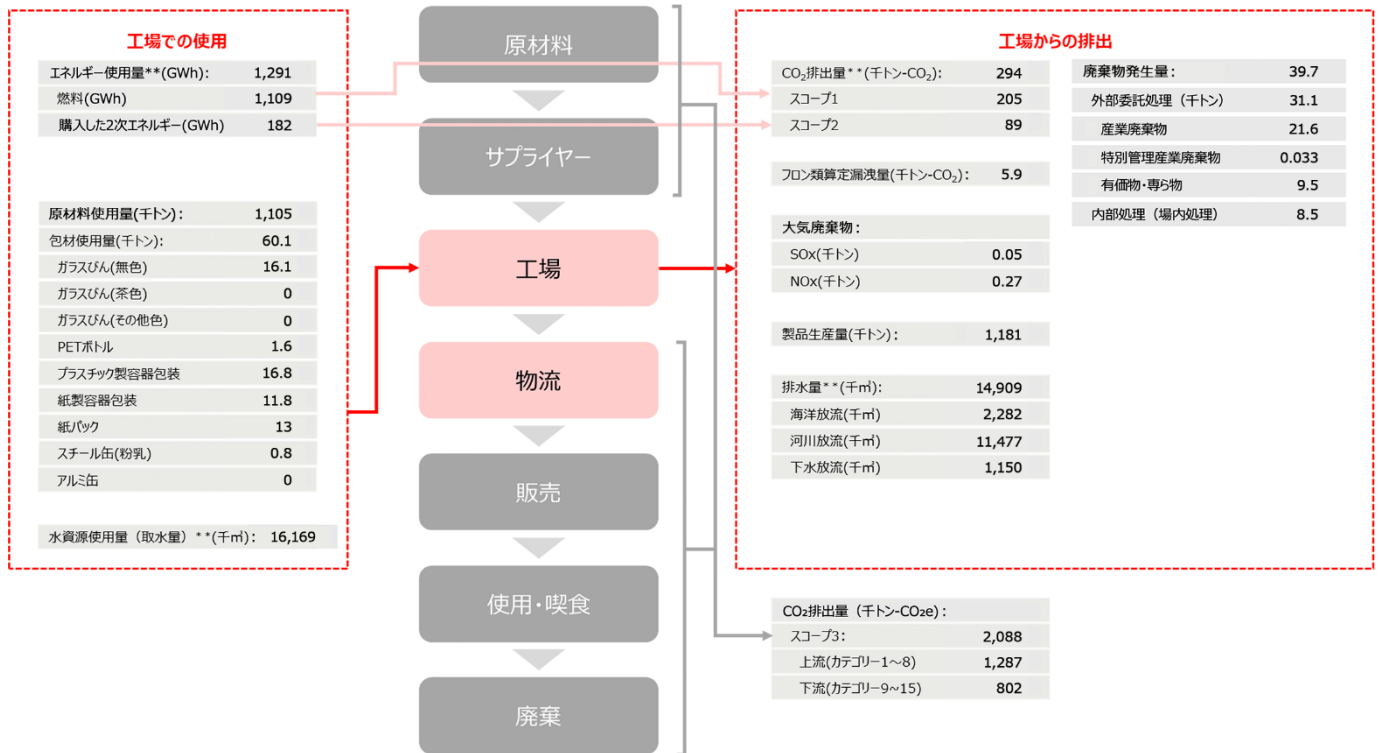 工場での使用
エネルギー使用量**(GWh): 1,291
燃料(GWh) 1,109
購入した2次エネルギー(GWh) 182
原材料使用量(千トン): 1,105
包材使用量(千トン): 60.1
ガラスびん(無色) 16.1
ガラスびん(茶色) 0
ガラスびん(その他色) 0
PETボトル 1.6
プラスチック製容器包装 16.8
紙製容器包装 11.8
紙パック 13
スチール缶(粉乳) 0.8
アルミ缶 0
水資源使用量（取水量）**(千㎥): 16,169
原材料
サプライヤー
工場
物流
販売
使用・喫食
廃棄
工場からの排出
CO₂排出量**(千トン-CO₂): 294
スコープ1 205
スコープ2 89
フロン類算定漏洩量(千トン-CO₂): 5.9
大気廃棄物:
SOx(千トン) 0.05
NOx(千トン) 0.27
製品生産量(千トン): 1,181
排水量**(千㎥): 14,909
海洋放流(千㎥) 2,282
河川放流(千㎥) 11,477
下水放流(千㎥) 1,150
廃棄物発生量: 39.7
外部委託処理（千トン） 31.1
産業廃棄物 21.6
特別管理産業廃棄物 0.033
有価物・専ら物 9.5
内部処理（場内処理） 8.5
CO₂排出量（千トン-CO₂e）:
スコープ3: 2,088
上流(カテゴリー1～8) 1,287
下流(カテゴリー9~15) 802